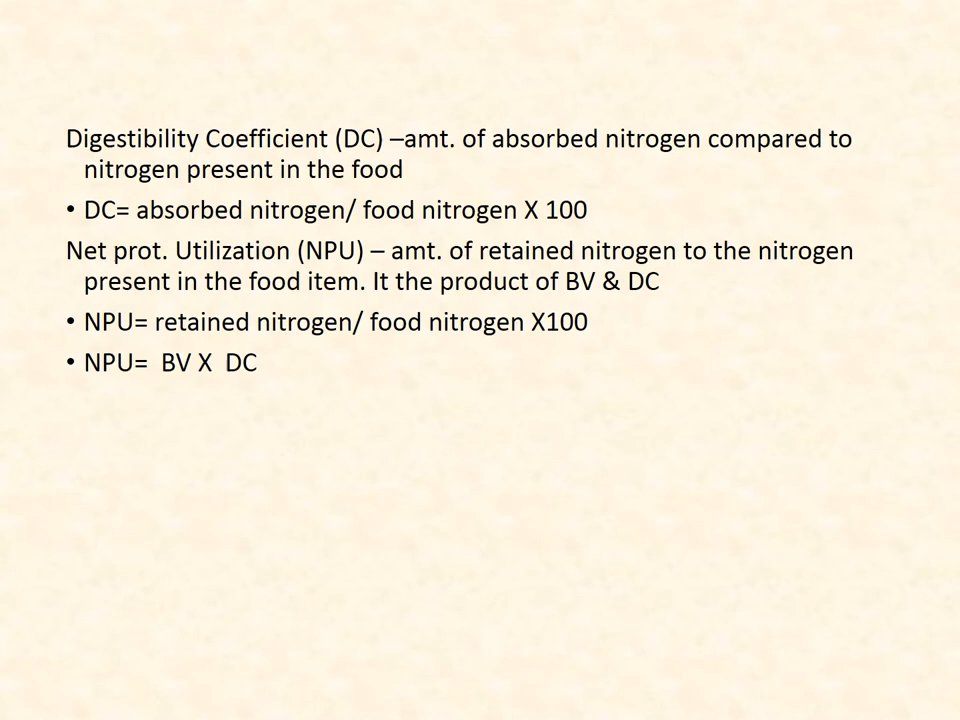 Digestibility Coefficient (DC) –amt. of absorbed nitrogen compared to
nitrogen present in the food
• DC= absorbed nitrogen/ food nitrogen X 100
Net prot. Utilization (NPU) – amt. of retained nitrogen to the nitrogen
present in the food item. It the product of BV & DC
• NPU= retained nitrogen/ food nitrogen X100
• NPU=  BV X  DC